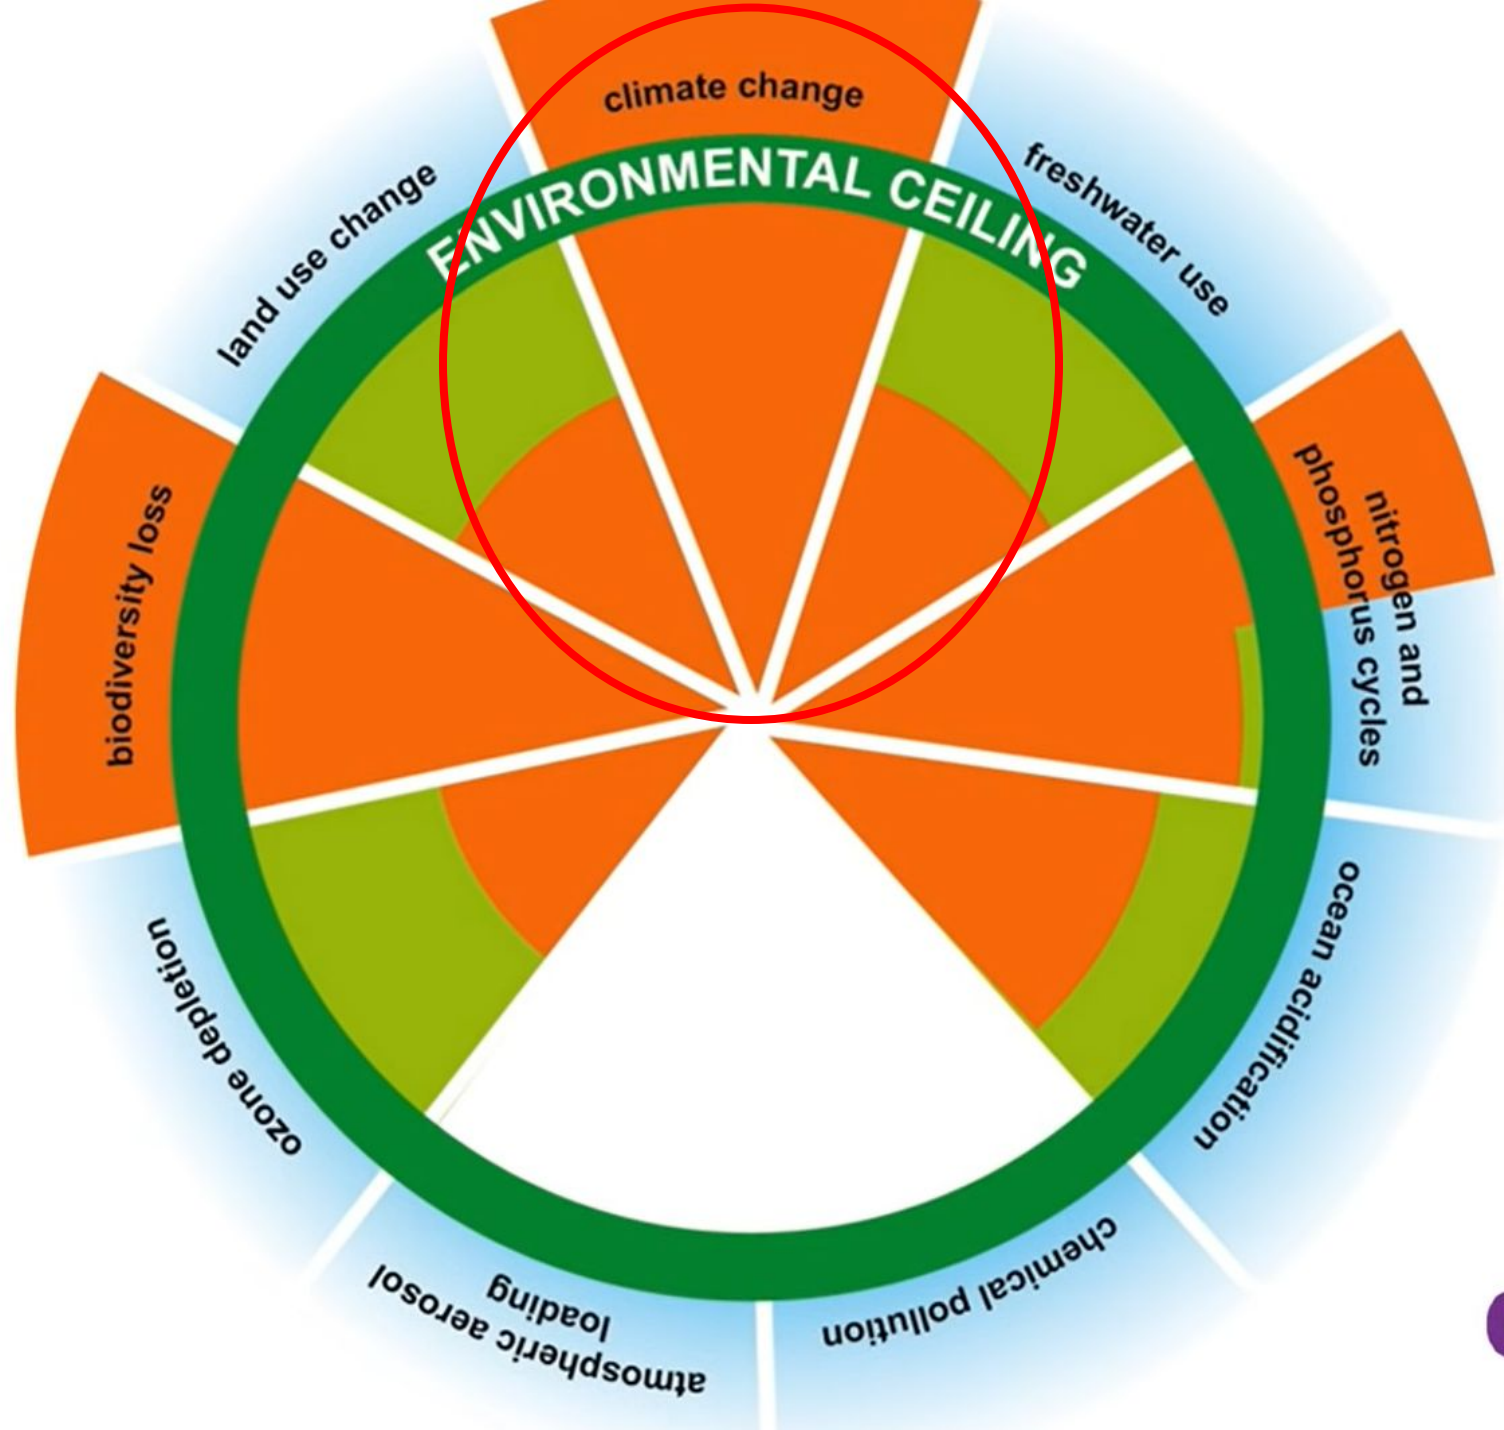 climate change
ENVIRONMENTAL CEILING
freshwater use
nitrogen and
phosphorus cycles
ocean acidification
chemical pollution
atmospheric aerosol
loading
ozone depletion
biodiversity loss
land use change